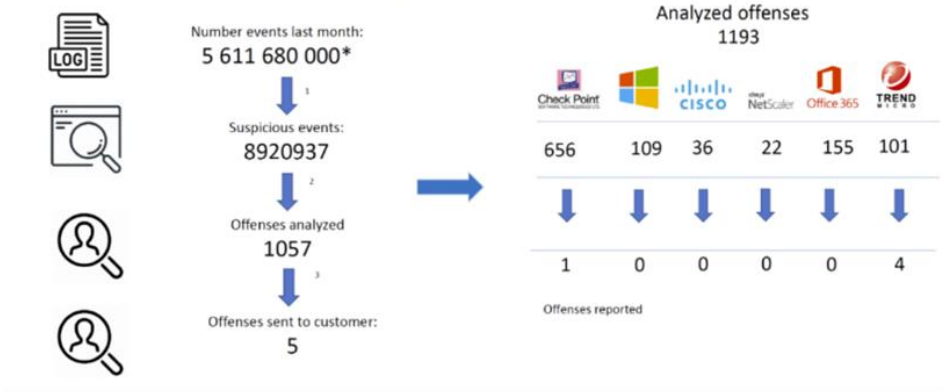 LOG
Number events last month:
5 611 680 000*
1
Suspicious events:
8920937
2
Offenses analyzed
1057
3
Offenses sent to customer:
5
Analyzed offenses
1193
Check Point
CISCO
citrix
NetScaler
Office 365
TREND
MICRO
656 109 36 22 155 101
1 0 0 0 0 4
Offenses reported